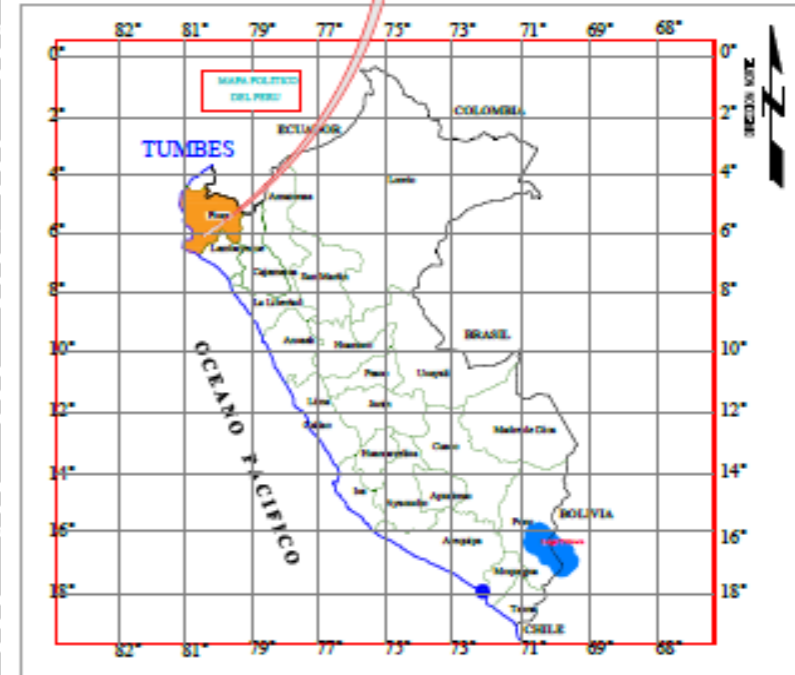 82° 81° 79° 77° 75° 73° 71° 69° 68°
0° 0°
MAPA POLITICO
DEL PERU
2° COLOMBIA 2°
ECUADOR
TUMBES
4° Loreto 4°
Amazonas
Piura
6° 6°
Lambayeque
Cajamarca San Martin
8° La Libertad 8°
Ancash Huanuco BRASIL
10° 10°
Pasco Ucayali
12° Lima Junin 12°
Callao Madre de Dios
Huancavelica Cusco
14° 14°
Ica Ayacucho Apurimac
OCEANO PACIFICO
Puno BOLIVIA
16° 16°
Arequipa
Moquegua
18° 18°
Tacna
CHILE
82° 81° 79° 77° 75° 73° 71° 69° 68°